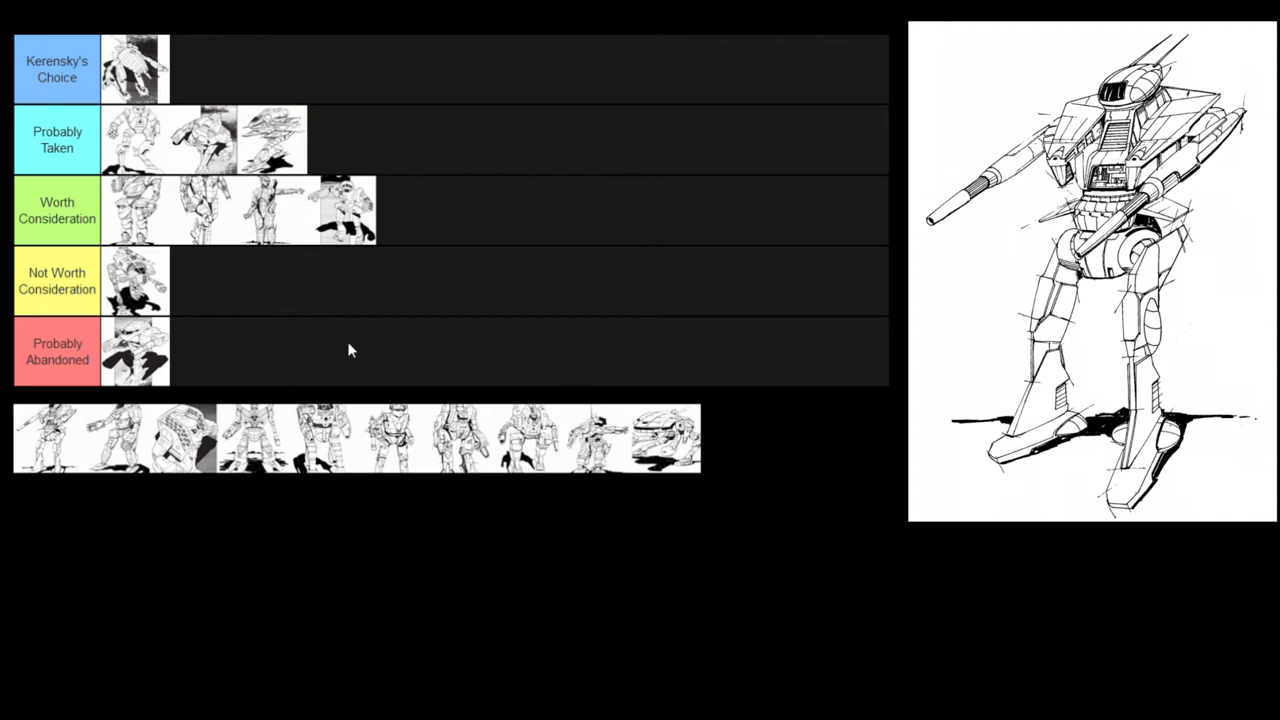 Kerensky's
Choice
Probably
Taken
Worth
Consideration
Not Worth
Consideration
Probably
Abandoned